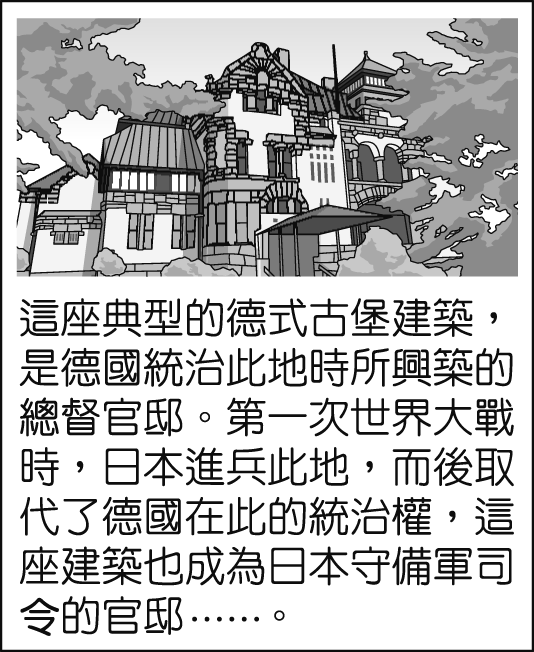 這座典型的德式古堡建築，
是德國統治此地時所興築的
總督官邸。第一次世界大戰
時，日本進兵此地，而後取
代了德國在此的統治權，這
座建築也成為日本守備軍司
令的官邸……。